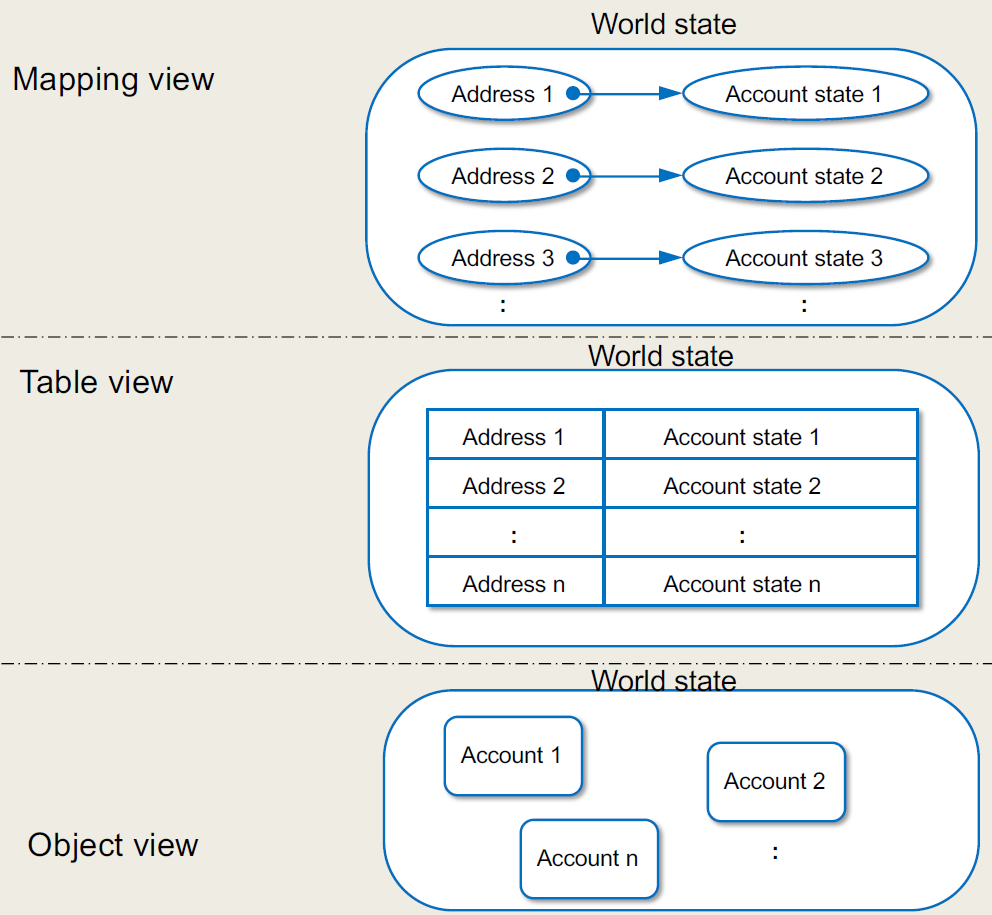 World state
Mapping view
Address 1 Account state 1
Address 2 Account state 2
Address 3 Account state 3
: :
World state
Table view
Address 1 Account state 1
Address 2 Account state 2
: :
Address n Account state n
World state
Account 1
Account 2
Object view
Account n
: